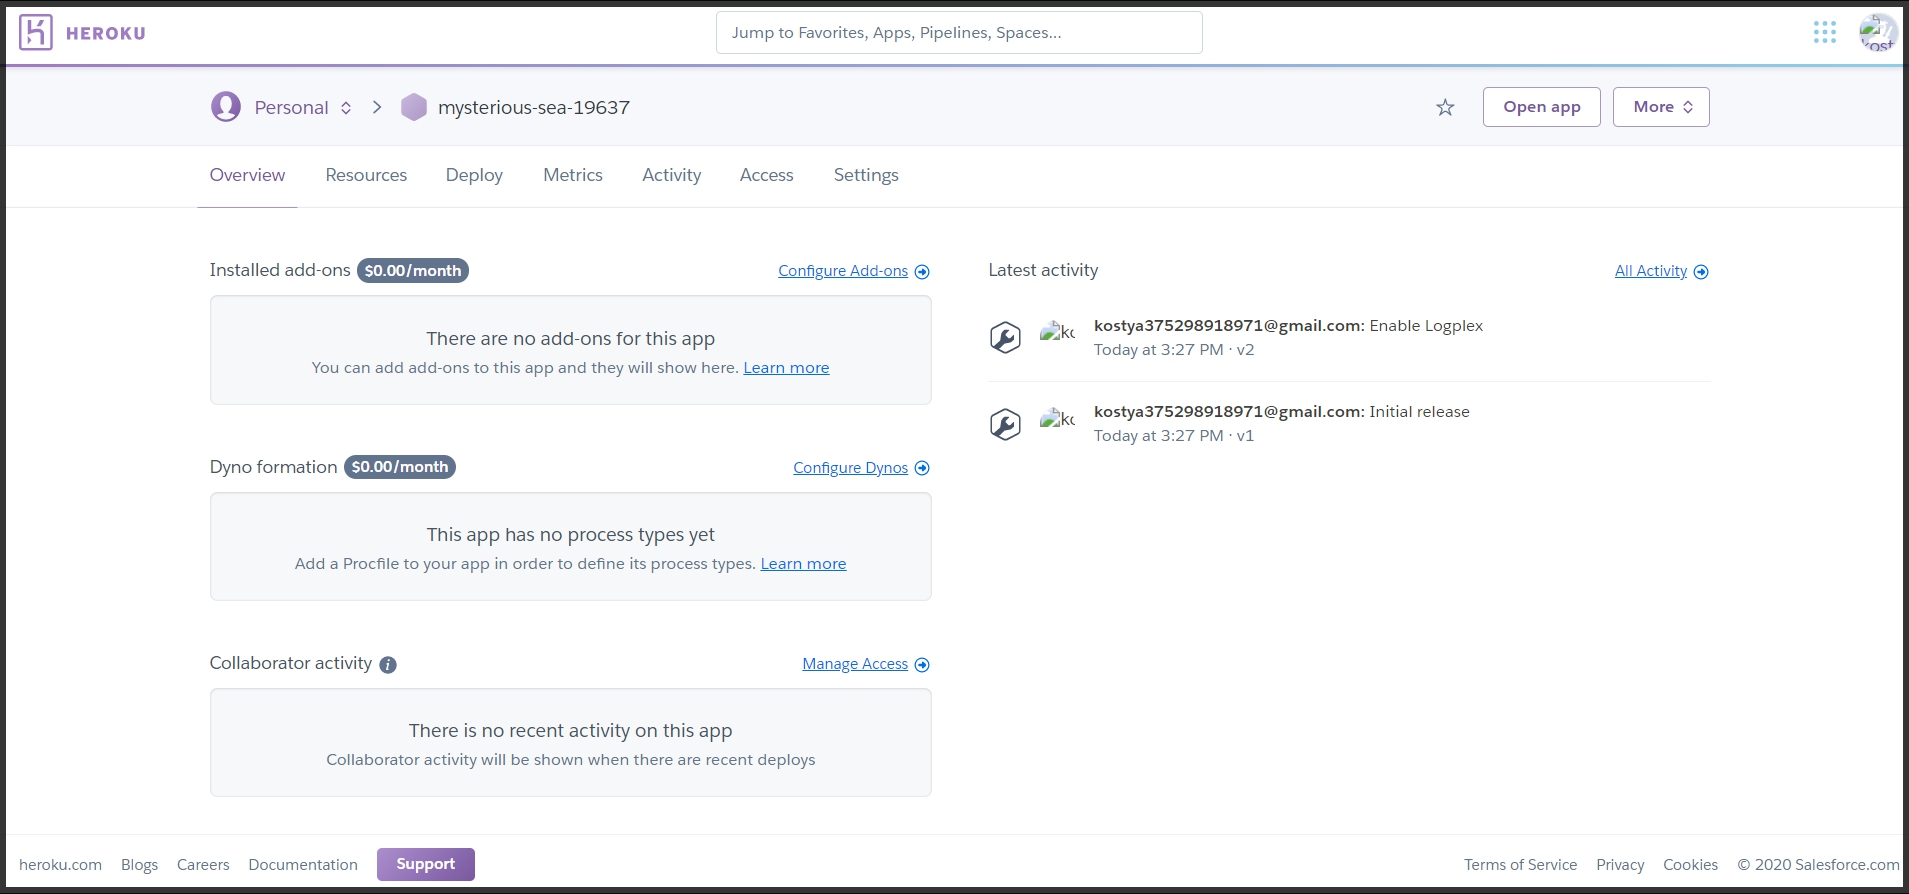 HEROKU
Jump to Favorites, Apps, Pipelines, Spaces...
Personal
mysterious-sea-19637
Open app
More
Overview
Resources
Deploy
Metrics
Activity
Access
Settings
Installed add-ons $0.00/month
Configure Add-ons
There are no add-ons for this app
You can add add-ons to this app and they will show here. Learn more
Dyno formation $0.00/month
Configure Dynos
This app has no process types yet
Add a Procfile to your app in order to define its process types. Learn more
Collaborator activity
Manage Access
There is no recent activity on this app
Collaborator activity will be shown when there are recent deploys
Latest activity
All Activity
kostya375298918971@gmail.com: Enable Logplex
Today at 3:27 PM · v2
kostya375298918971@gmail.com: Initial release
Today at 3:27 PM · v1
heroku.com
Blogs
Careers
Documentation
Support
Terms of Service
Privacy
Cookies
© 2020 Salesforce.com